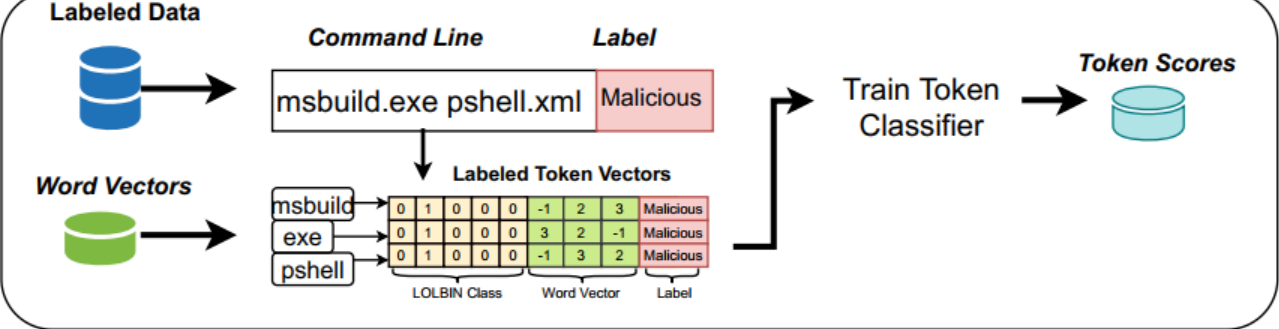 Labeled Data
Command Line
Label
msbuild.exe pshell.xml
Malicious
Word Vectors
Labeled Token Vectors
msbuild
0 1 0 0 0 -1 2 3 Malicious
exe
0 1 0 0 0 3 2 -1 Malicious
pshell
0 1 0 0 0 -1 3 2 Malicious
LOLBIN Class
Word Vector
Label
Train Token
Classifier
Token Scores